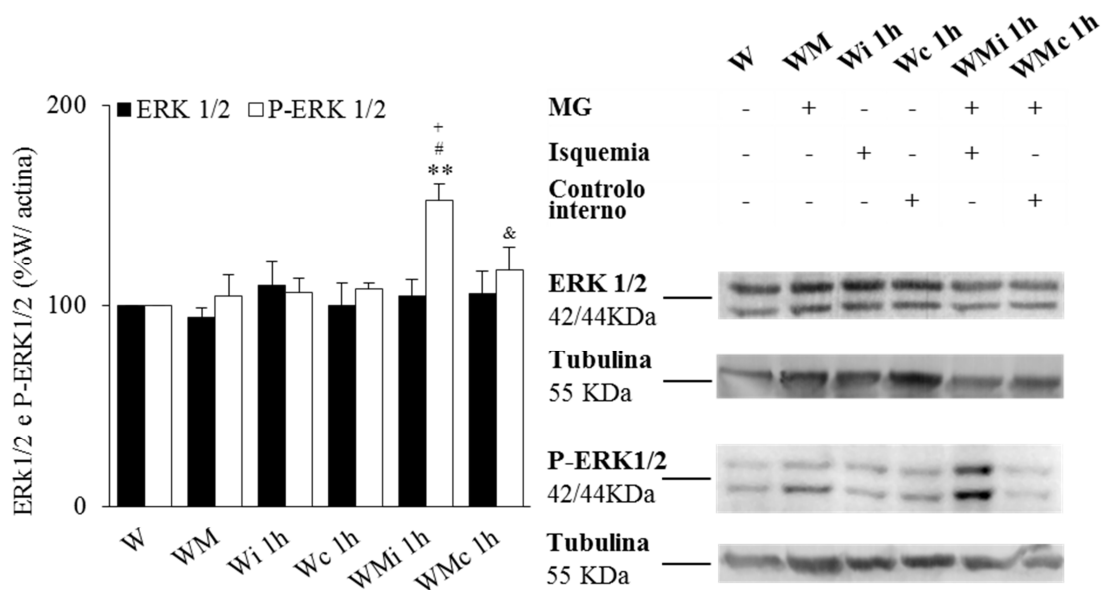 ERk1/2 e P-ERK1/2 (%W/ actina)
200
100
0
ERK 1/2 P-ERK 1/2
+
#
**
&
W WM Wi 1h Wc 1h WMi 1h WMc 1h
W WM Wi 1h Wc 1h WMi 1h WMc 1h
MG - + - - + +
Isquemia - - + - + -
Controlo
interno - - - + - +
ERK 1/2
42/44KDa
Tubulina
55 KDa
P-ERK1/2
42/44KDa
Tubulina
55 KDa